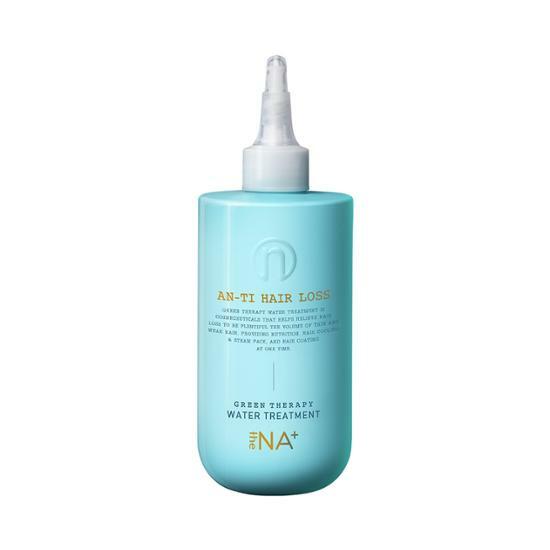 n
AN-TI HAIR LOSS
GREEN THERAPY WATER TREATMENT IS
COSMECEUTICALS THAT HELPS RELIEVE HAIR
LOSS TO BE PLENTIFUL THE VOLUME OF THIN AND
WEAK HAIR, PROVIDING NUTRITION, HAIR COOLING
& STEAM PACK, AND HAIR COATING
AT ONE TIME.
GREEN THERAPY
WATER TREATMENT
the NA+